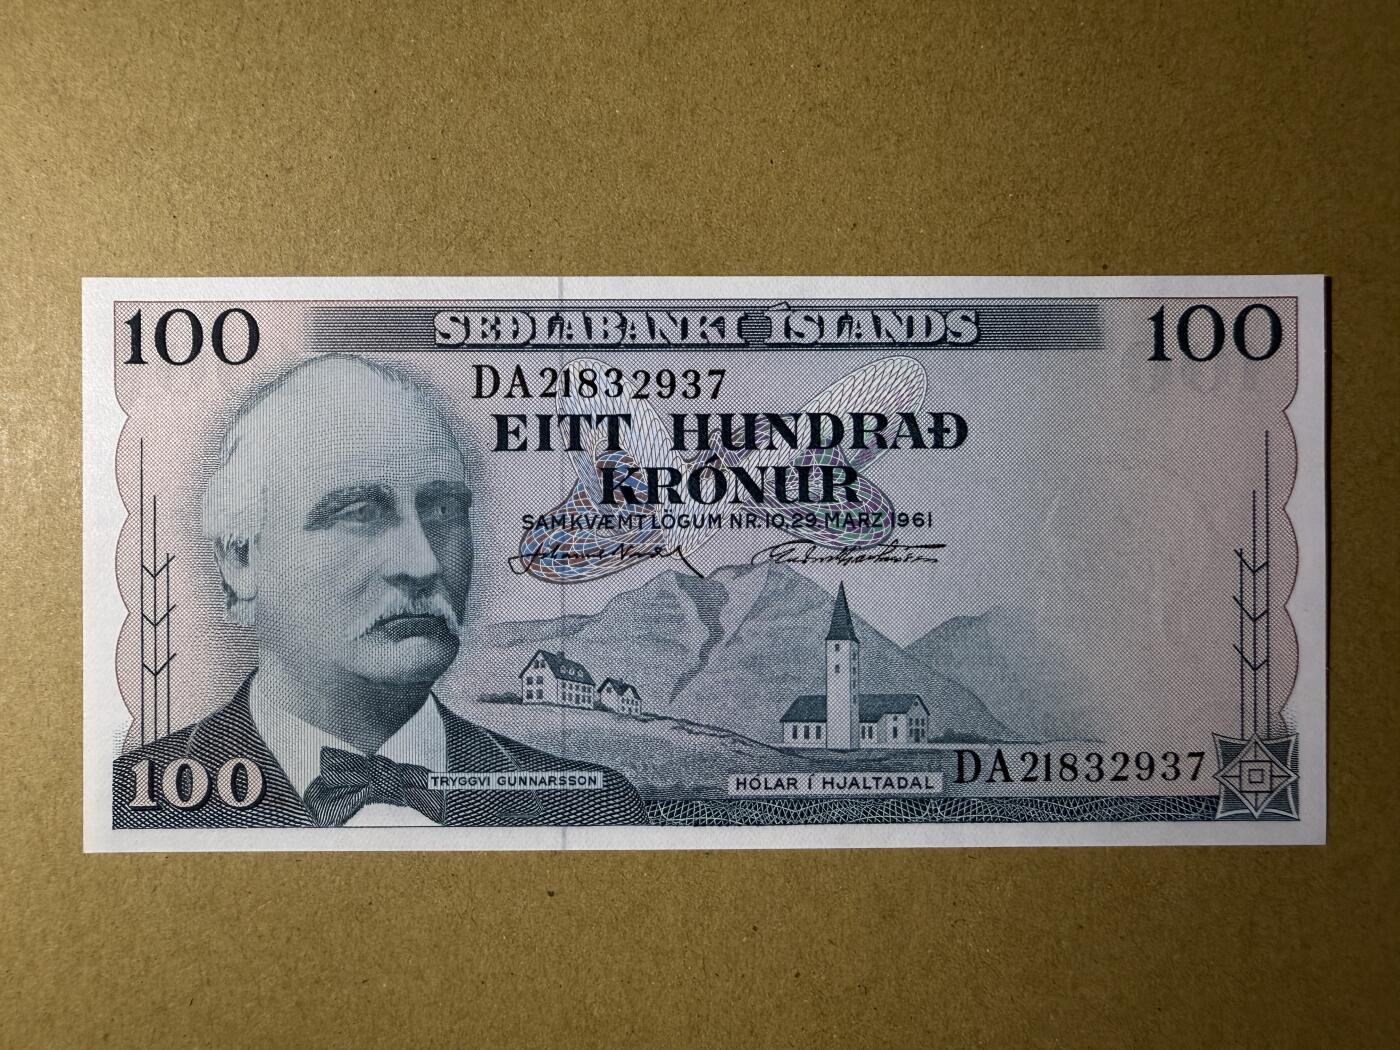 100
SEÐLABANKI ÍSLANDS
100
DA21832937
EITT HUNDRAÐ
KRÓNUR
SAMKVÆMT LÖGUM NR.10,29.MARZ 1961
100
TRYGGVI GUNNARSSON
HÓLAR Í HJALTADAL
DA21832937